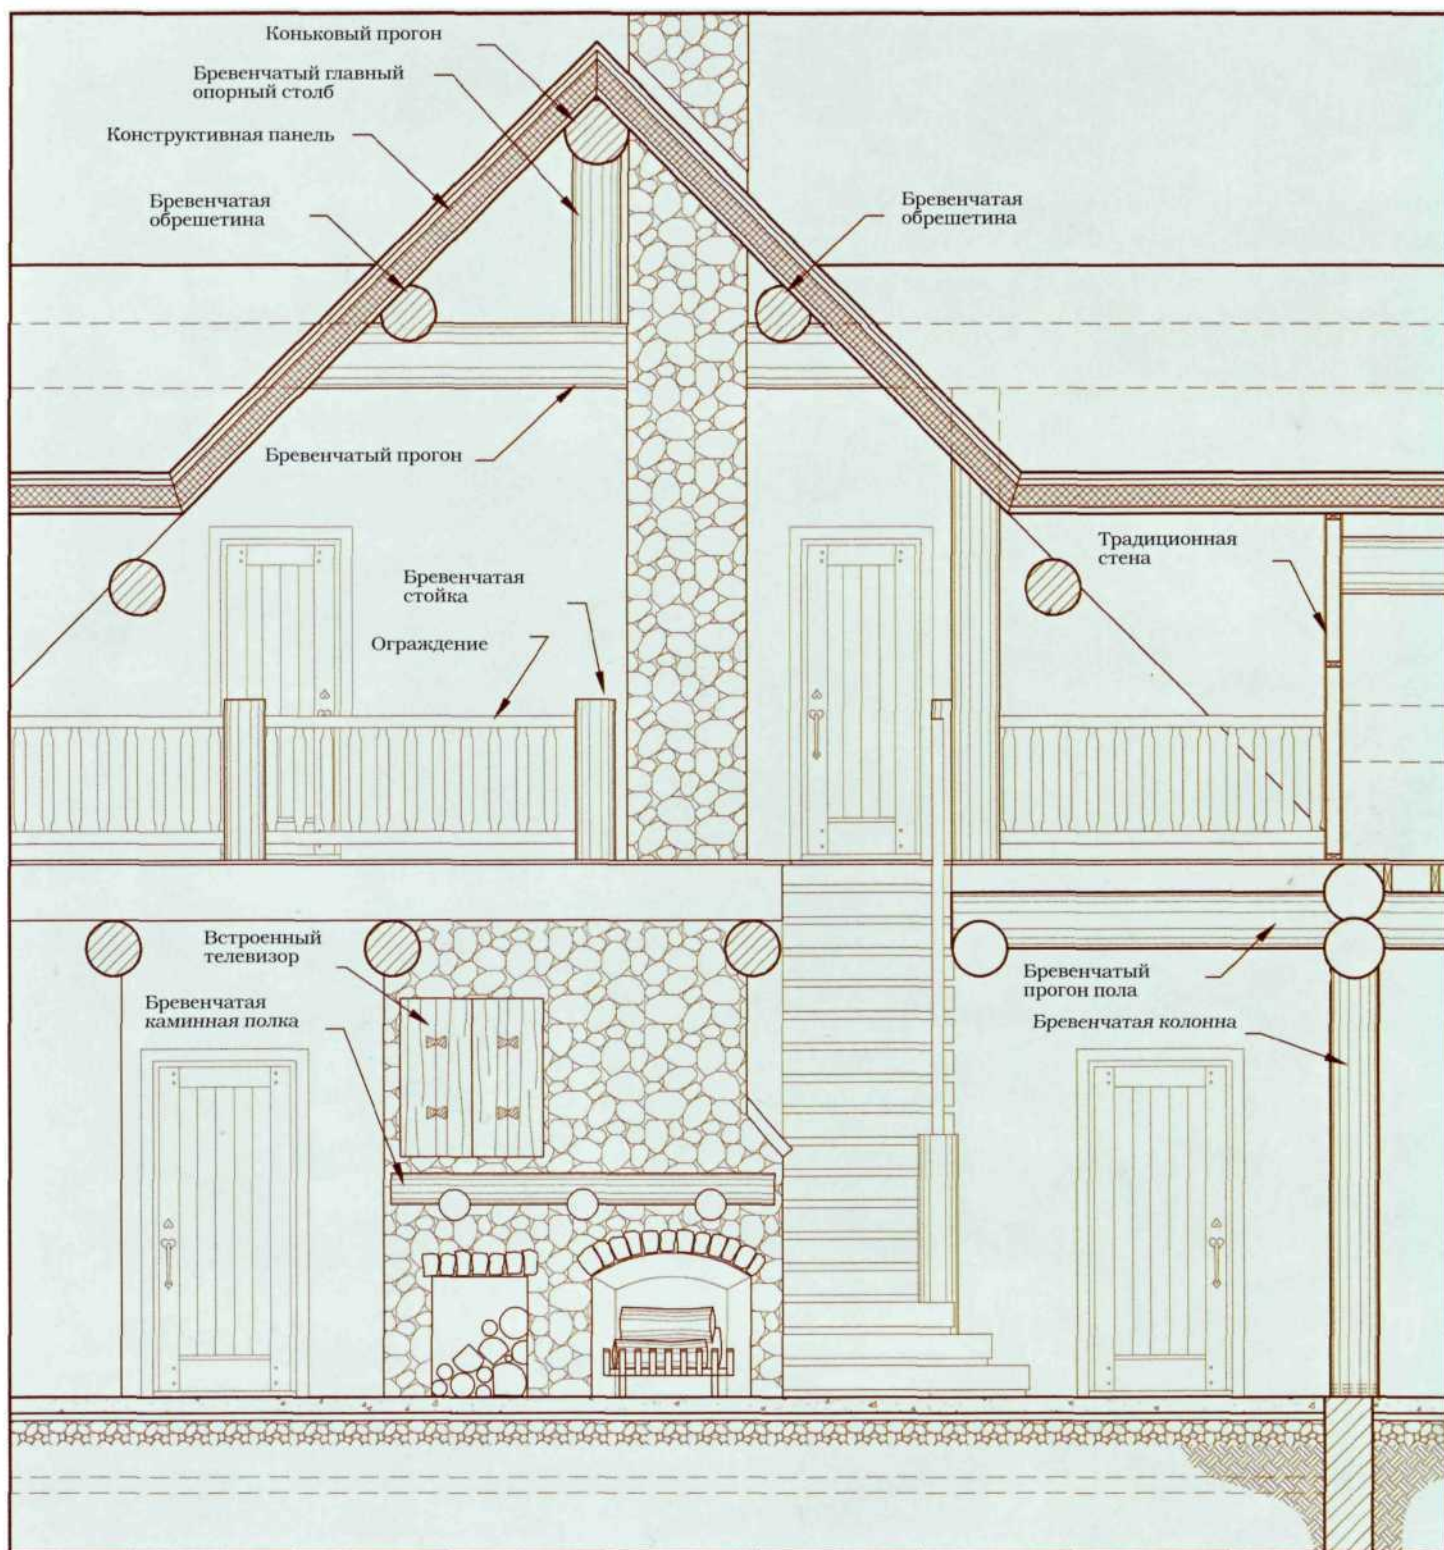 Коньковый прогон
Бревенчатый главный
опорный столб
Конструктивная панель
Бревенчатая
обрешетина
Бревенчатая
обрешетина
Бревенчатый прогон
Традиционная
стена
Бревенчатая
стойка
Ограждение
Встроенный
телевизор
Бревенчатая
каминная полка
Бревенчатый
прогон пола
Бревенчатая колонна